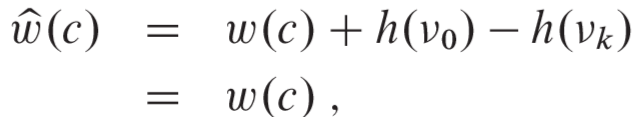 ŵ(c) = w(c) + h(ν₀) − h(νₖ)
= w(c) ,